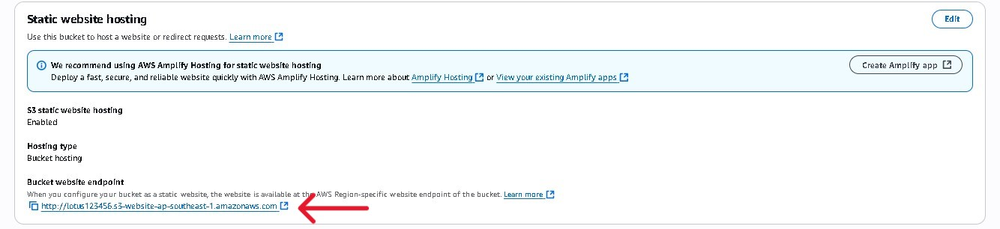 Static website hosting
Edit
Use this bucket to host a website or redirect requests. Learn more
We recommend using AWS Amplify Hosting for static website hosting
Deploy a fast, secure, and reliable website quickly with AWS Amplify Hosting. Learn more about Amplify Hosting or View your existing Amplify apps
Create Amplify app
S3 static website hosting
Enabled
Hosting type
Bucket hosting
Bucket website endpoint
When you configure your bucket as a static website, the website is available at the AWS Region-specific website endpoint of the bucket. Learn more
http://lotus123456.s3-website-ap-southeast-1.amazonaws.com